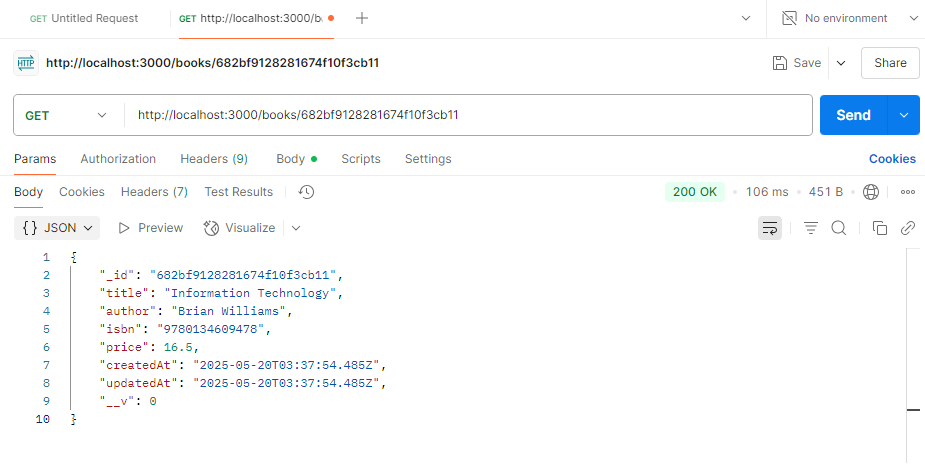 GET Untitled Request GET http://localhost:3000/b No environment
HTTP http://localhost:3000/books/682bf9128281674f10f3cb11 Save Share
GET http://localhost:3000/books/682bf9128281674f10f3cb11 Send
Params Authorization Headers (9) Body Scripts Settings Cookies
Body Cookies Headers (7) Test Results 200 OK 106 ms 451 B
{} JSON Preview Visualize
1 {
2 "_id": "682bf9128281674f10f3cb11",
3 "title": "Information Technology",
4 "author": "Brian Williams",
5 "isbn": "9780134609478",
6 "price": 16.5,
7 "createdAt": "2025-05-20T03:37:54.485Z",
8 "updatedAt": "2025-05-20T03:37:54.485Z",
9 "__v": 0
10 }